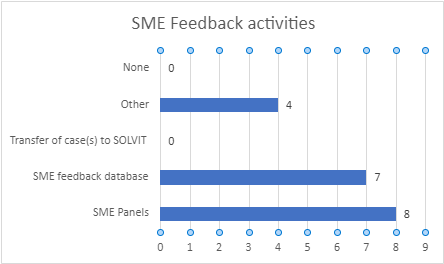 SME Feedback activities
None 0
Other 4
Transfer of case(s) to SOLVIT 0
SME feedback database 7
SME Panels 8
0 1 2 3 4 5 6 7 8 9